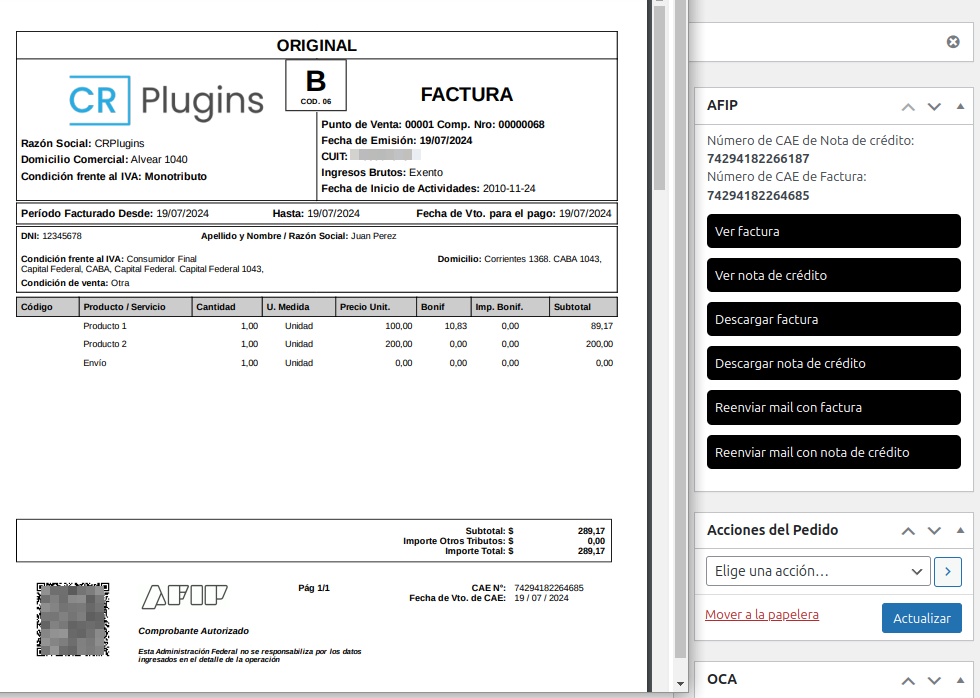 ORIGINAL
CR Plugins
B
COD. 06
FACTURA
Razón Social: CRPlugins
Domicilio Comercial: Alvear 1040
Condición frente al IVA: Monotributo
Punto de Venta: 00001 Comp. Nro: 00000068
Fecha de Emisión: 19/07/2024
CUIT:
Ingresos Brutos: Exento
Fecha de Inicio de Actividades: 2010-11-24
Período Facturado Desde: 19/07/2024 Hasta: 19/07/2024 Fecha de Vto. para el pago: 19/07/2024
DNI: 12345678 Apellido y Nombre / Razón Social: Juan Perez
Condición frente al IVA: Consumidor Final Domicilio: Corrientes 1368. CABA 1043,
Capital Federal, CABA, Capital Federal. Capital Federal 1043,
Condición de venta: Otra
Código Producto / Servicio Cantidad U. Medida Precio Unit. Bonif Imp. Bonif. Subtotal
Producto 1 1,00 Unidad 100,00 10,83 0,00 89,17
Producto 2 1,00 Unidad 200,00 0,00 0,00 200,00
Envío 1,00 Unidad 0,00 0,00 0,00 0,00
Subtotal: $ 289,17
Importe Otros Tributos: $ 0,00
Importe Total: $ 289,17
AFIP
Pág 1/1
CAE N°: 74294182264685
Fecha de Vto. de CAE: 19 / 07 / 2024
Comprobante Autorizado
Esta Administración Federal no se responsabiliza por los datos
ingresados en el detalle de la operación
AFIP
Número de CAE de Nota de crédito:
74294182266187
Número de CAE de Factura:
74294182264685
Ver factura
Ver nota de crédito
Descargar factura
Descargar nota de crédito
Reenviar mail con factura
Reenviar mail con nota de crédito
Acciones del Pedido
Elige una acción...
Mover a la papelera
Actualizar
OCA